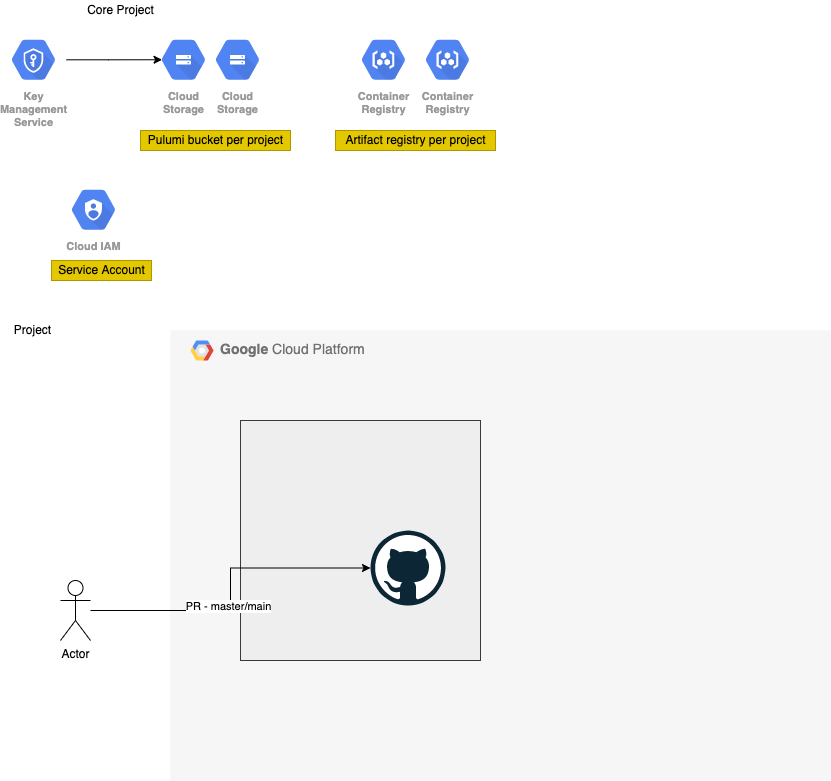 Core Project
Key
Management
Service
Cloud
Storage
Cloud
Storage
Container
Registry
Container
Registry
Pulumi bucket per project
Artifact registry per project
Cloud IAM
Service Account
Project
Google Cloud Platform
PR - master/main
Actor